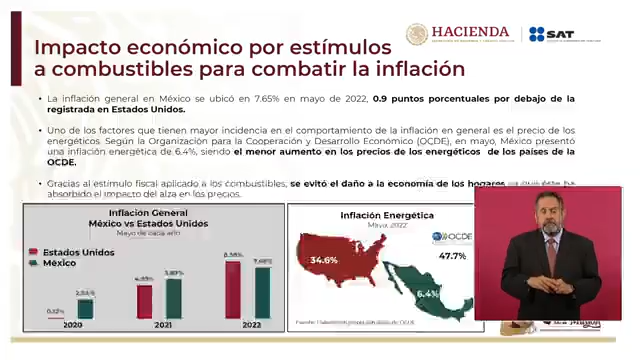 HACIENDA
SAT
Impacto económico por estímulos
a combustibles para combatir la inflación
• La inflación general en México se ubicó en 7.65% en mayo de 2022, 0.9 puntos porcentuales por debajo de la
registrada en Estados Unidos.
• Uno de los factores que tienen mayor incidencia en el comportamiento de la inflación en general es el precio de los
energéticos. Según la Organización para la Cooperación y Desarrollo Económico (OCDE), en mayo, México presentó
una inflación energética de 6.4%, siendo el menor aumento en los precios de los energéticos de los países de la
OCDE.
• Gracias al estímulo fiscal aplicado a los combustibles, se evitó el daño a la economía de los hogares
absorbido el impacto del alza en los precios.
Inflación General
México vs Estados Unidos
Mayo de cada año
Estados Unidos
México
2020
2021
2022
Inflación Energética
Mayo, 2022
OCDE
47.7%
34.6%
6.4%